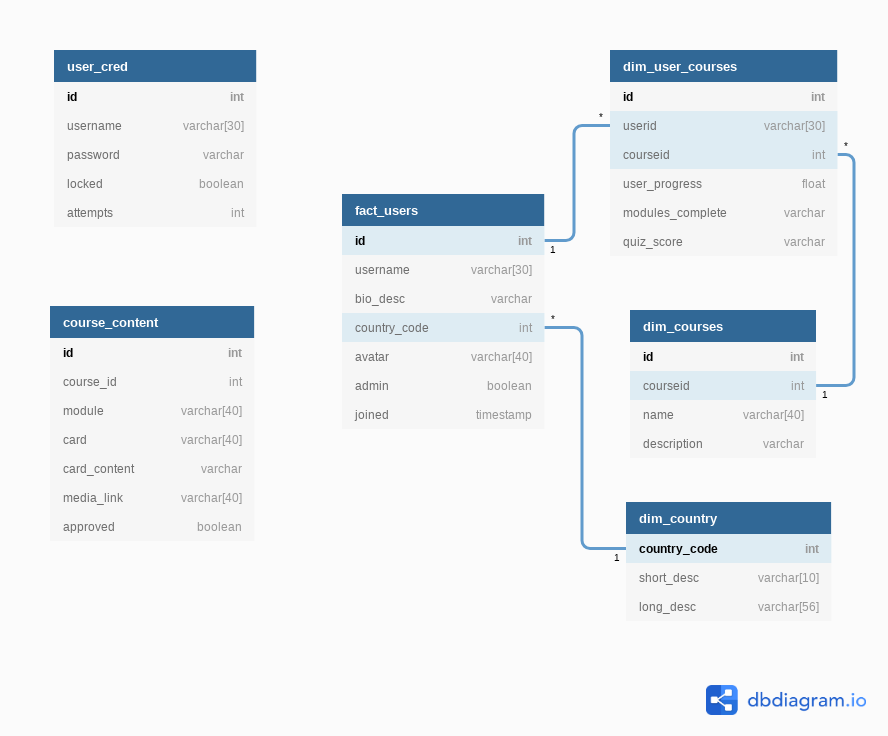 user_cred
id int
username varchar[30]
password varchar
locked boolean
attempts int
course_content
id int
course_id int
module varchar[40]
card varchar[40]
card_content varchar
media_link varchar[40]
approved boolean
fact_users
id int
username varchar[30]
bio_desc varchar
country_code int
avatar varchar[40]
admin boolean
joined timestamp
1
*
dim_user_courses
id int
userid varchar[30]
courseid int
user_progress float
modules_complete varchar
quiz_score varchar
*
*
dim_courses
id int
courseid int
name varchar[40]
description varchar
1
dim_country
country_code int
short_desc varchar[10]
long_desc varchar[56]
1
dbdiagram.io